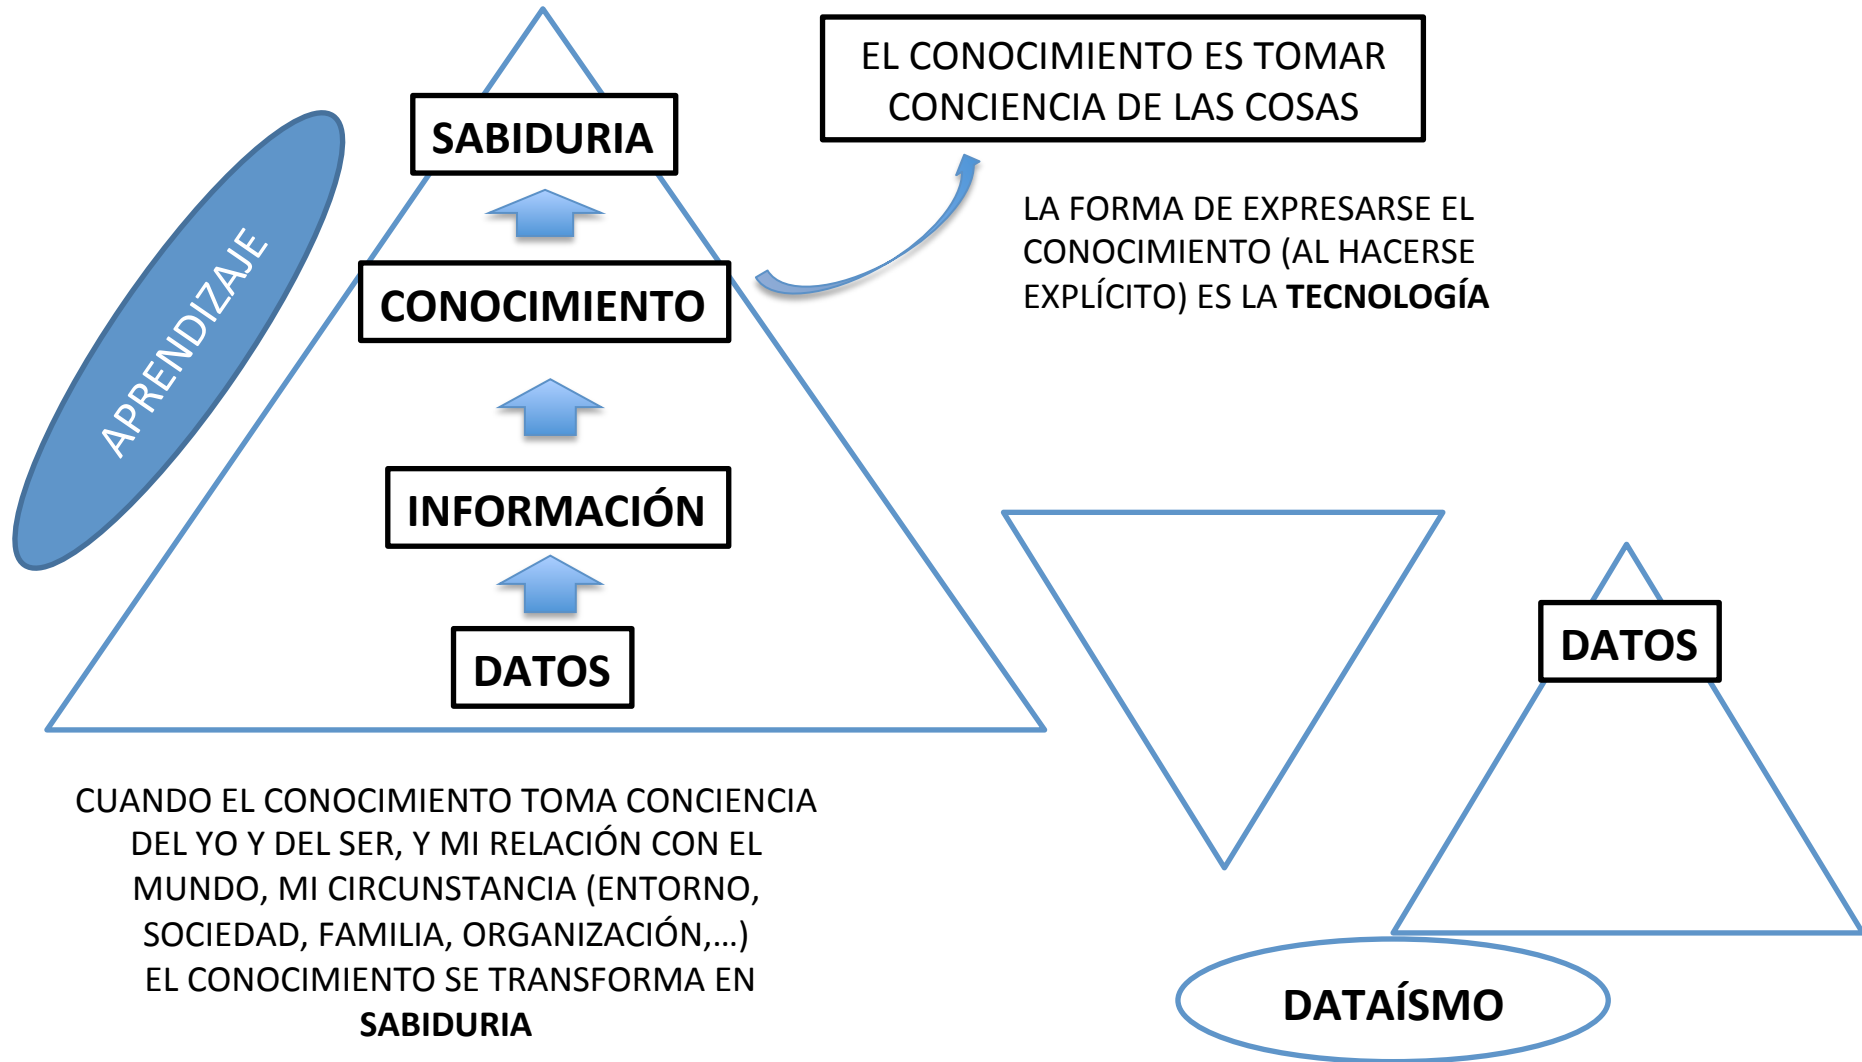 SABIDURIA
EL CONOCIMIENTO ES TOMAR
CONCIENCIA DE LAS COSAS
APRENDIZAJE
LA FORMA DE EXPRESARSE EL
CONOCIMIENTO (AL HACERSE
EXPLÍCITO) ES LA TECNOLOGÍA
CONOCIMIENTO
INFORMACIÓN
DATOS
DATOS
CUANDO EL CONOCIMIENTO TOMA CONCIENCIA
DEL YO Y DEL SER, Y MI RELACIÓN CON EL
MUNDO, MI CIRCUNSTANCIA (ENTORNO,
SOCIEDAD, FAMILIA, ORGANIZACIÓN,...)
EL CONOCIMIENTO SE TRANSFORMA EN
SABIDURIA
DATAÍSMO